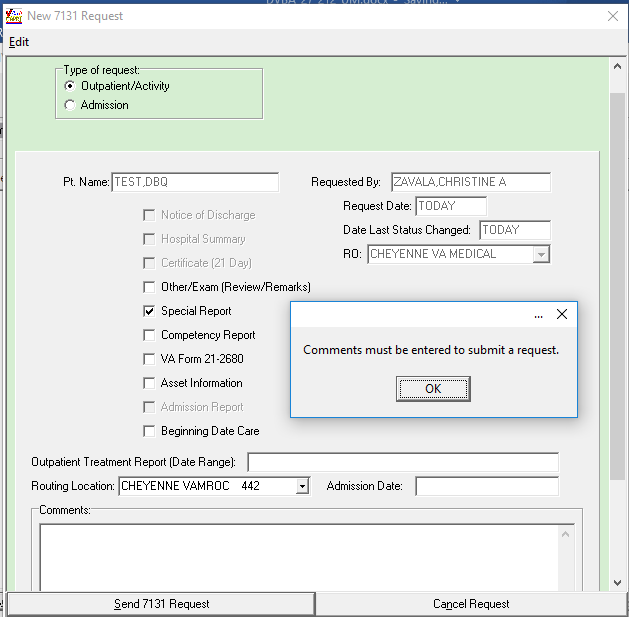 DVBA_27_212_UM.docx - Saving...
New 7131 Request
Edit
Type of request:
Outpatient/Activity
Admission
Pt. Name: TEST,DBQ
Requested By: ZAVALA,CHRISTINE A
Request Date: TODAY
Date Last Status Changed: TODAY
RO: CHEYENNE VA MEDICAL
Notice of Discharge
Hospital Summary
Certificate (21 Day)
Other/Exam (Review/Remarks)
Special Report
Competency Report
VA Form 21-2680
Asset Information
Admission Report
Beginning Date Care
...
Comments must be entered to submit a request.
OK
Outpatient Treatment Report (Date Range):
Routing Location: CHEYENNE VAMROC 442
Admission Date:
Comments:
Send 7131 Request
Cancel Request